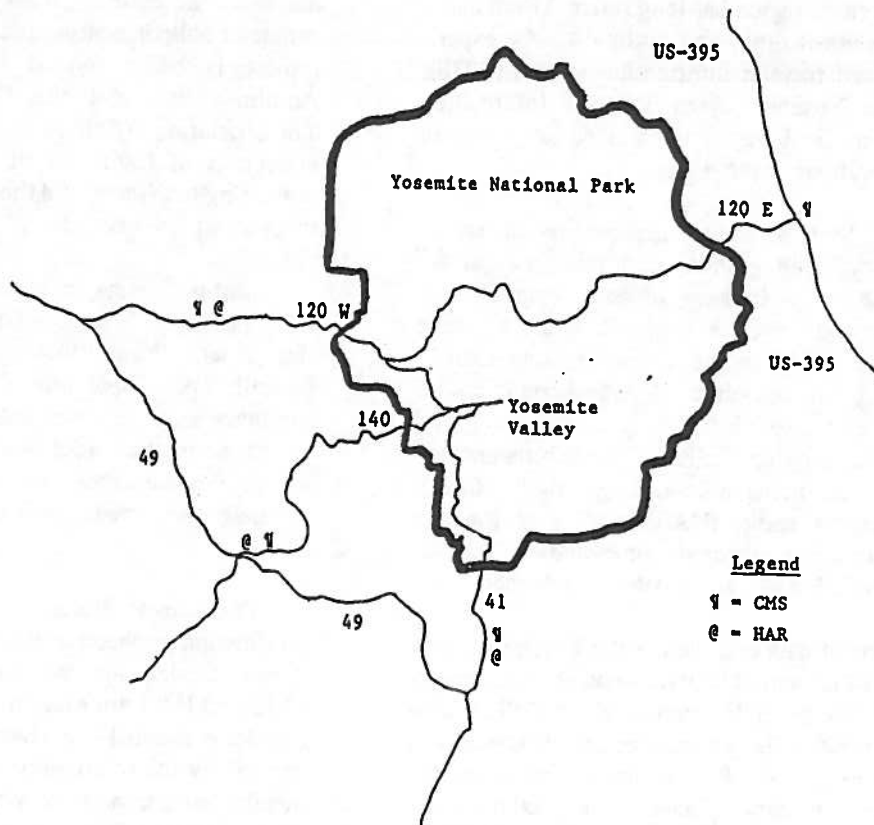 US-395
Yosemite National Park
120 E ¶
¶ @
120 W
US-395
Yosemite
Valley
140
49
@ ¶
Legend
41
¶ = CMS
¶
@ = HAR
49
@